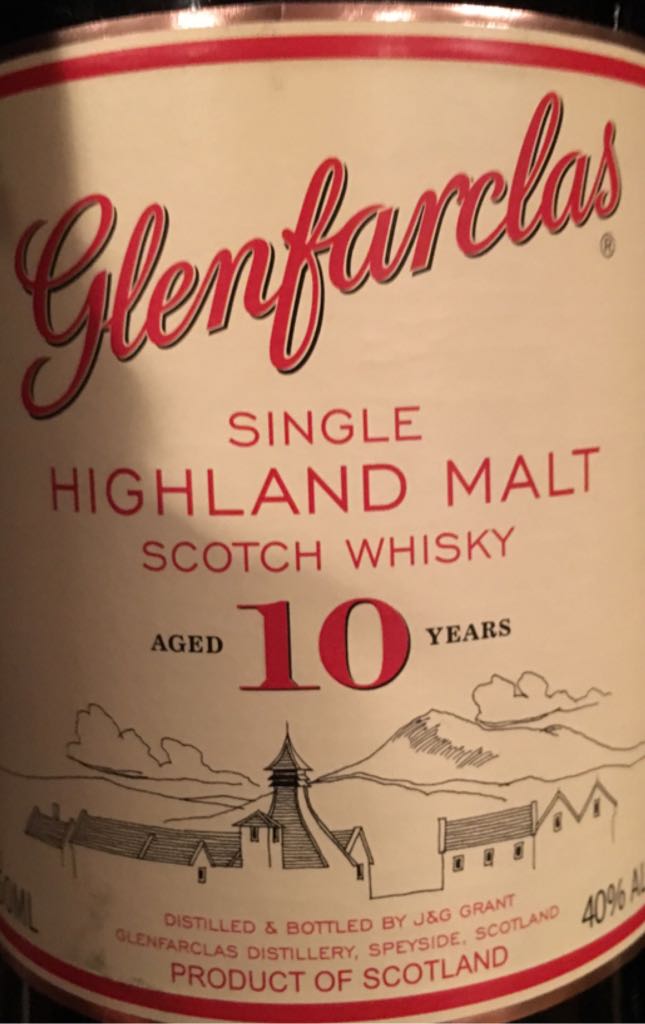 Glenfarclas
®
SINGLE
HIGHLAND MALT
SCOTCH WHISKY
AGED 10 YEARS
DISTILLED & BOTTLED BY J&G GRANT
GLENFARCLAS DISTILLERY, SPEYSIDE, SCOTLAND
PRODUCT OF SCOTLAND
40%